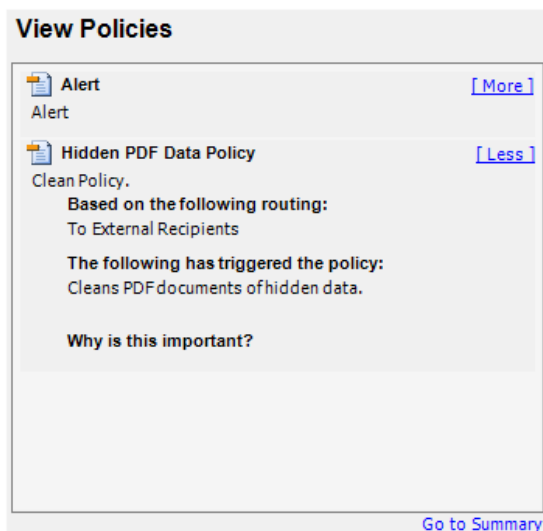 View Policies
Alert [ More ]
Alert
Hidden PDF Data Policy [ Less ]
Clean Policy.
Based on the following routing:
To External Recipients
The following has triggered the policy:
Cleans PDF documents of hidden data.
Why is this important?
Go to Summary